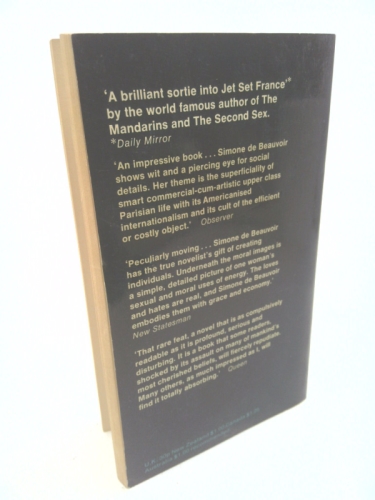 'A brilliant sortie into Jet Set France'*
by the world famous author of The
Mandarins and The Second Sex.
*Daily Mirror
'An impressive book . . . Simone de Beauvoir
shows wit and a piercing eye for social
details. Her theme is the superficiality of
smart commercial-cum-artistic upper class
Parisian life with its Americanised
internationalism and its cult of the efficient
or costly object.' Observer
'Peculiarly moving . . . Simone de Beauvoir
has the true novelist's gift of creating
individuals. Underneath the moral images is
a simple, detailed picture of one woman's
sexual and moral uses of energy. The loves
and hates are real, and Simone de Beauvoir
embodies them with grace and economy.'
New Statesman
'That rare feat, a novel that is as compulsively
readable as it is profound, serious and
disturbing. It is a book that some readers,
shocked by its assault on many of mankind's
most cherished beliefs, will fiercely repudiate.
Many others, as much impressed as I, will
find it totally absorbing.' Queen